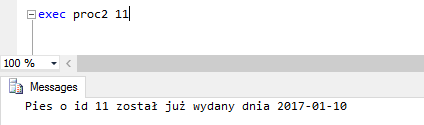 exec proc2 11
100 %
Messages
Pies o id 11 został już wydany dnia 2017-01-10